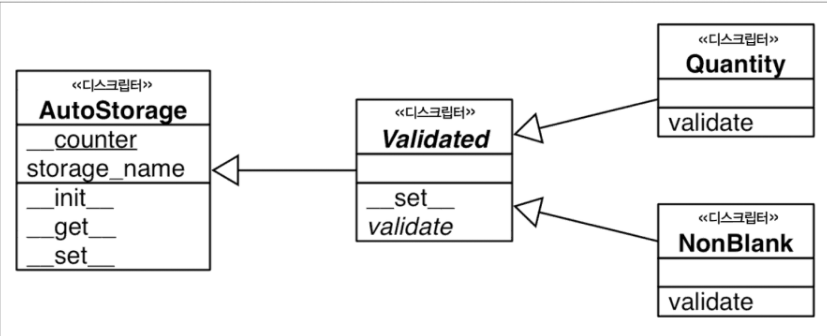 <<디스크립터>>
AutoStorage
__counter
storage_name
__init__
__get__
__set__
<<디스크립터>>
Validated
__set__
validate
<<디스크립터>>
Quantity
validate
<<디스크립터>>
NonBlank
validate